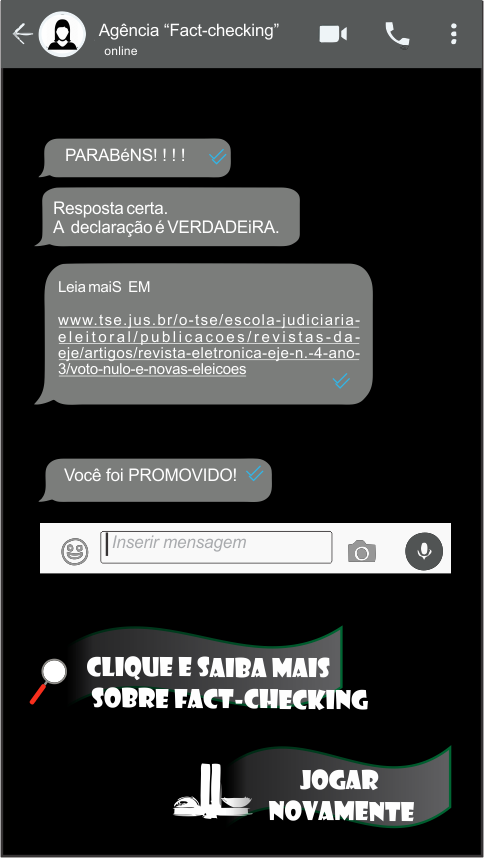 Agência “Fact-checking”
online
PARABéNS! ! ! !
Resposta certa.
A declaração é VERDADEiRA.
Leia maiS EM
www.tse.jus.br/o-tse/escola-judiciaria-
eleitoral/publicacoes/revistas-da-
eje/artigos/revista-eletronica-eje-n.-4-ano-
3/voto-nulo-e-novas-eleicoes
Você foi PROMOVIDO!
Inserir mensagem
CLIQUE E SAIBA MAIS
SOBRE FACT-CHECKING
JOGAR
NOVAMENTE